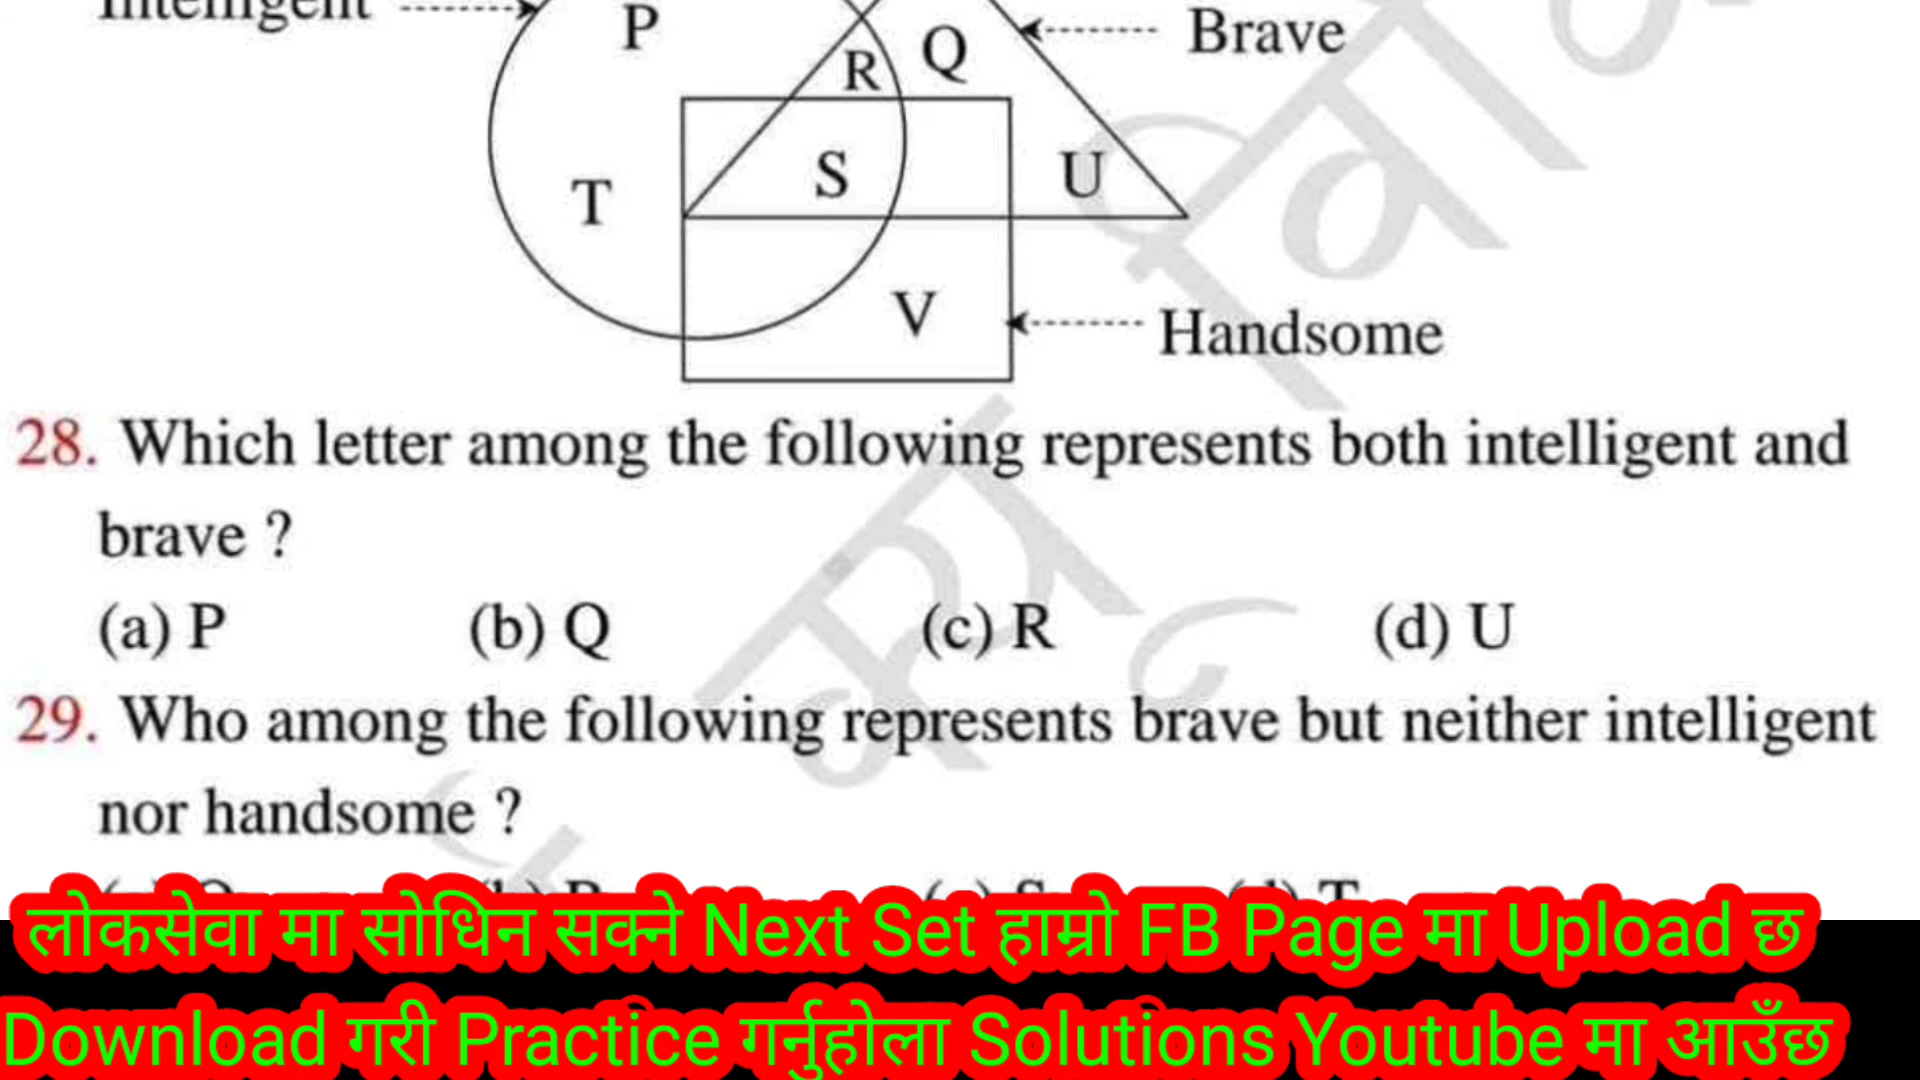 Intelligent
P
Q
Brave
R
S
U
T
V
Handsome
28. Which letter among the following represents both intelligent and
brave ?
(a) P (b) Q (c) R (d) U
29. Who among the following represents brave but neither intelligent
nor handsome ?
लोकसेवा मा सोधिन सक्ने Next Set हाम्रो FB Page मा Upload छ
Download गरी Practice गर्नुहोला Solutions Youtube मा आउँछ